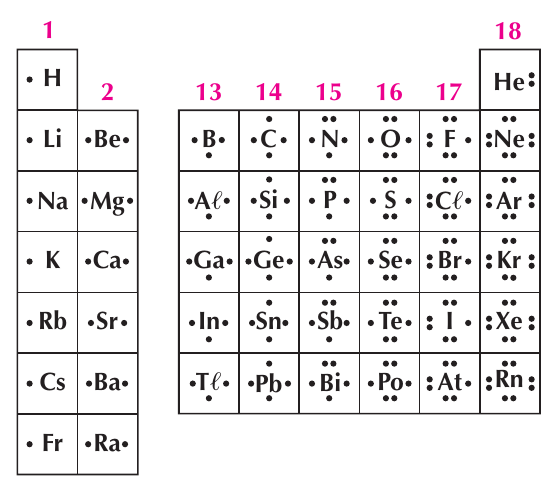 1 18
H He
2 13 14 15 16 17
Li Be B C N O F Ne
Na Mg Aℓ Si P S Cℓ Ar
K Ca Ga Ge As Se Br Kr
Rb Sr In Sn Sb Te I Xe
Cs Ba Tℓ Pb Bi Po At Rn
Fr Ra